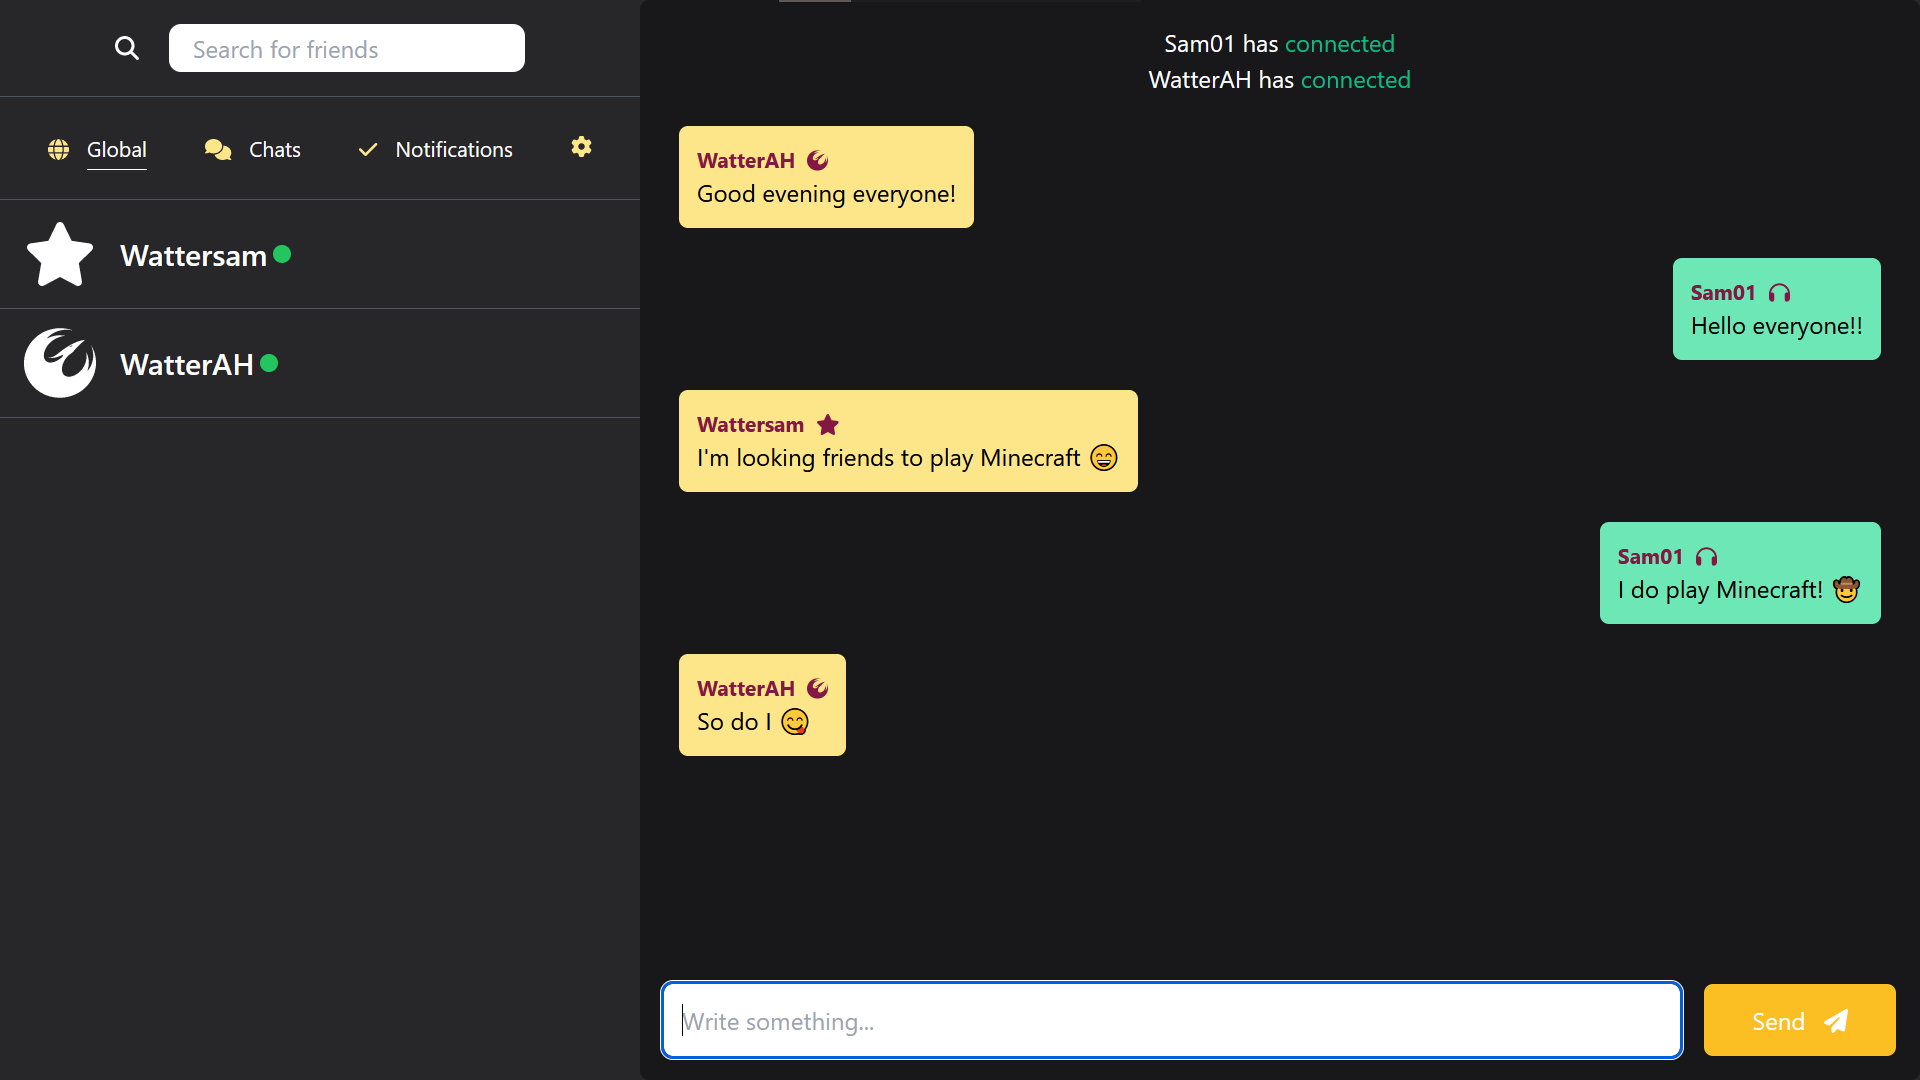 Search for friends
Global Chats Notifications
Wattersam
WatterAH
Sam01 has connected
WatterAH has connected
WatterAH
Good evening everyone!
Sam01
Hello everyone!!
Wattersam
I'm looking friends to play Minecraft 😄
Sam01
I do play Minecraft! 🤠
WatterAH
So do I 😋
Write something...
Send